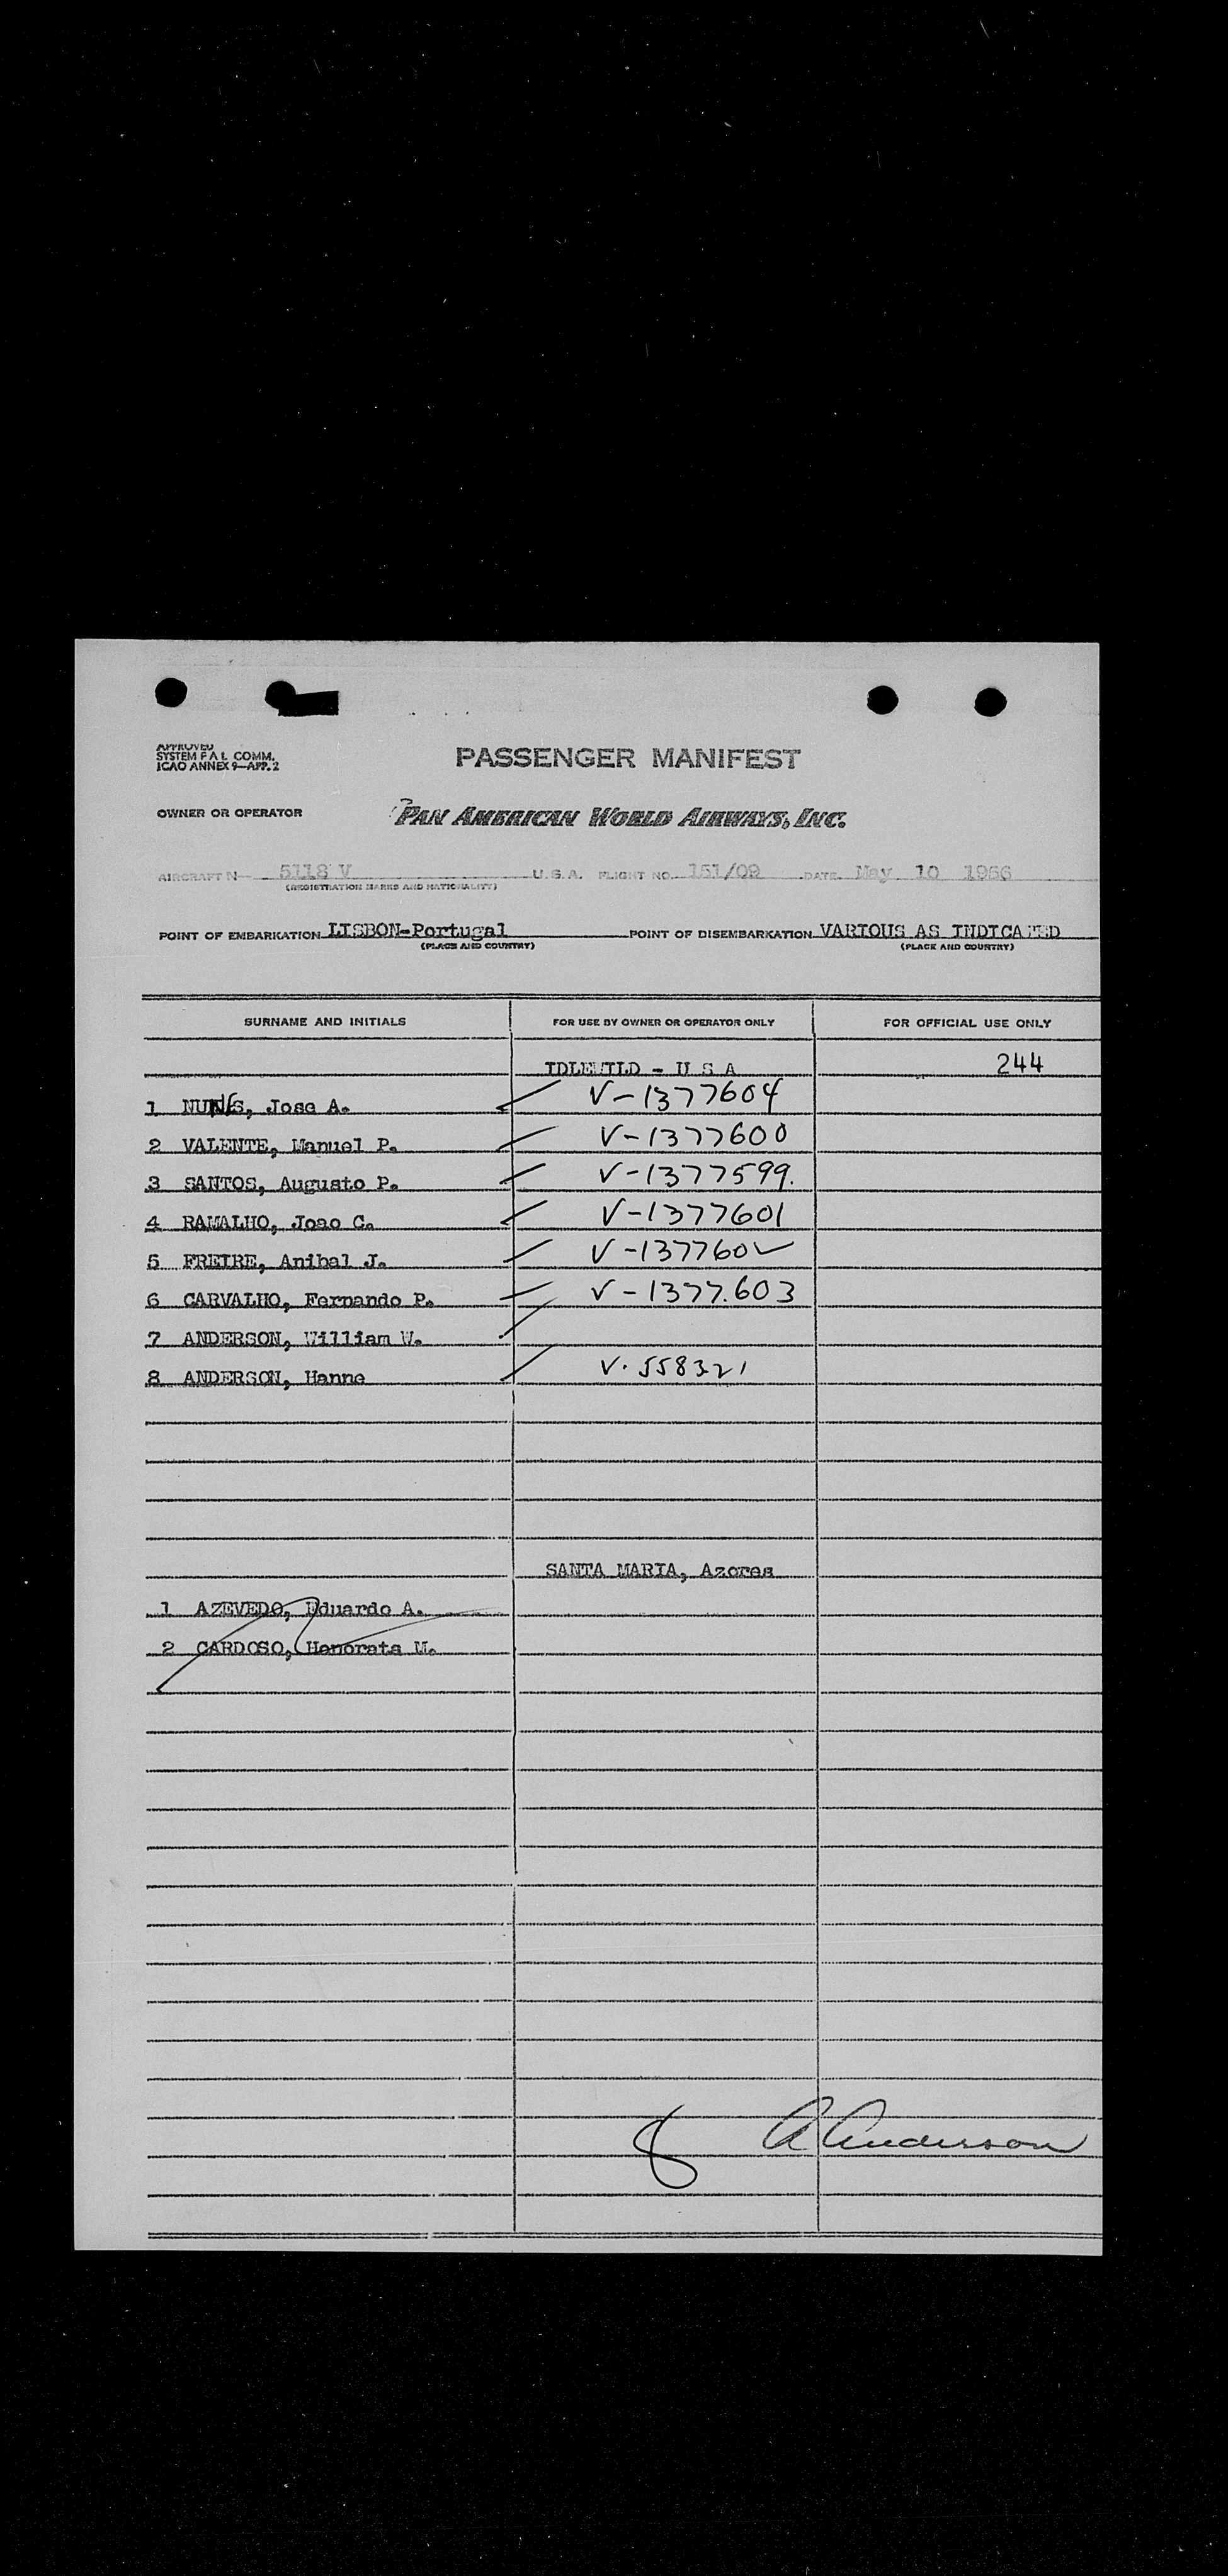 APPROVED
SYSTEM F A L COMM.
ICAO ANNEX 9—APP. 2
PASSENGER MANIFEST
OWNER OR OPERATOR PAN AMERICAN WORLD AIRWAYS, INC.
AIRCRAFT N— 5118 V U.S.A. FLIGHT NO. 151/09 DATE May 10 1956
(REGISTRATION MARKS AND NATIONALITY)
POINT OF EMBARKATION LISBON-Portugal POINT OF DISEMBARKATION VARIOUS AS INDICATED
(PLACE AND COUNTRY) (PLACE AND COUNTRY)
SURNAME AND INITIALS FOR USE BY OWNER OR OPERATOR ONLY FOR OFFICIAL USE ONLY
IDLEWILD - U S A 244
1 NUNES, Jose A. V-1377604
2 VALENTE, Manuel P. V-1377600
3 SANTOS, Augusto P. V-1377599.
4 RAMALHO, Joao C. V-1377601
5 FREIRE, Anibal J. V-1377602
6 CARVALHO, Fernando P. V-1377.603
7 ANDERSON, William W.
8 ANDERSON, Hanne V. 558321
SANTA MARIA, Azores
1 AZEVEDO, Eduardo A.
2 CARDOSO, Honorata M.
8 A Anderson